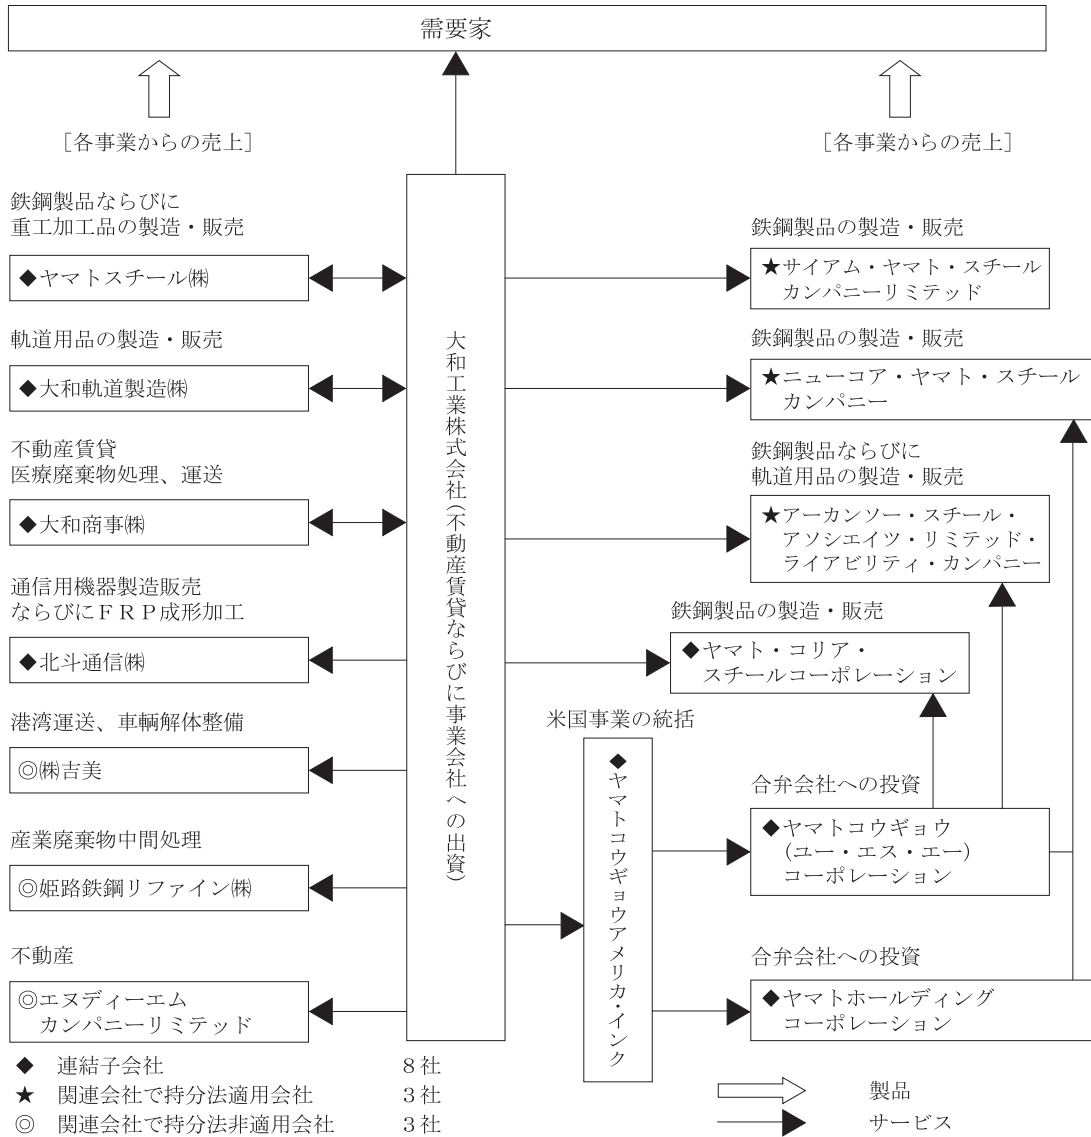 需要家
[各事業からの売上]
[各事業からの売上]
鉄鋼製品ならびに
重工加工品の製造・販売
◆ヤマトスチール㈱
軌道用品の製造・販売
◆大和軌道製造㈱
不動産賃貸
医療廃棄物処理、運送
◆大和商事㈱
通信用機器製造販売
ならびにＦＲＰ成形加工
◆北斗通信㈱
港湾運送、車輌解体整備
◎㈱吉美
産業廃棄物中間処理
◎姫路鉄鋼リファイン㈱
不動産
◎エヌディーエム
カンパニーリミテッド
大和工業株式会社(不動産賃貸ならびに事業会社への出資)
鉄鋼製品の製造・販売
★サイアム・ヤマト・スチール
カンパニーリミテッド
鉄鋼製品の製造・販売
★ニューコア・ヤマト・スチール
カンパニー
鉄鋼製品ならびに
軌道用品の製造・販売
★アーカンソー・スチール・
アソシエイツ・リミテッド・
ライアビリティ・カンパニー
鉄鋼製品の製造・販売
◆ヤマト・コリア・
スチールコーポレーション
米国事業の統括
◆ヤマトコウギョウアメリカ・インク
合弁会社への投資
◆ヤマトコウギョウ
(ユー・エス・エー)
コーポレーション
合弁会社への投資
◆ヤマトホールディング
コーポレーション
◆ 連結子会社 8社
★ 関連会社で持分法適用会社 3社
◎ 関連会社で持分法非適用会社 3社
製品
サービス